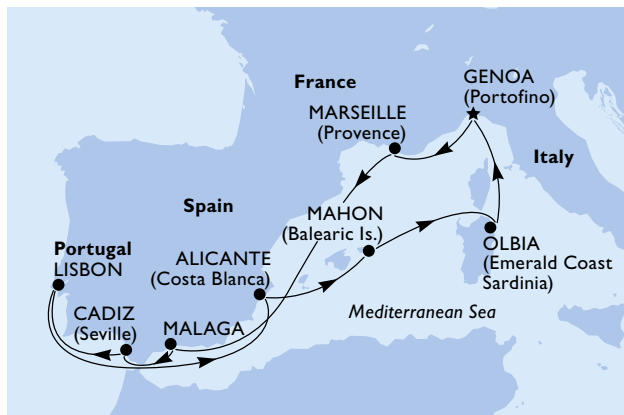 France
GENOA
(Portofino)
MARSEILLE
(Provence)
Italy
Spain
MAHON
(Balearic Is.)
Portugal
LISBON
ALICANTE
(Costa Blanca)
OLBIA
(Emerald Coast
Sardinia)
CADIZ
(Seville)
MALAGA
Mediterranean Sea